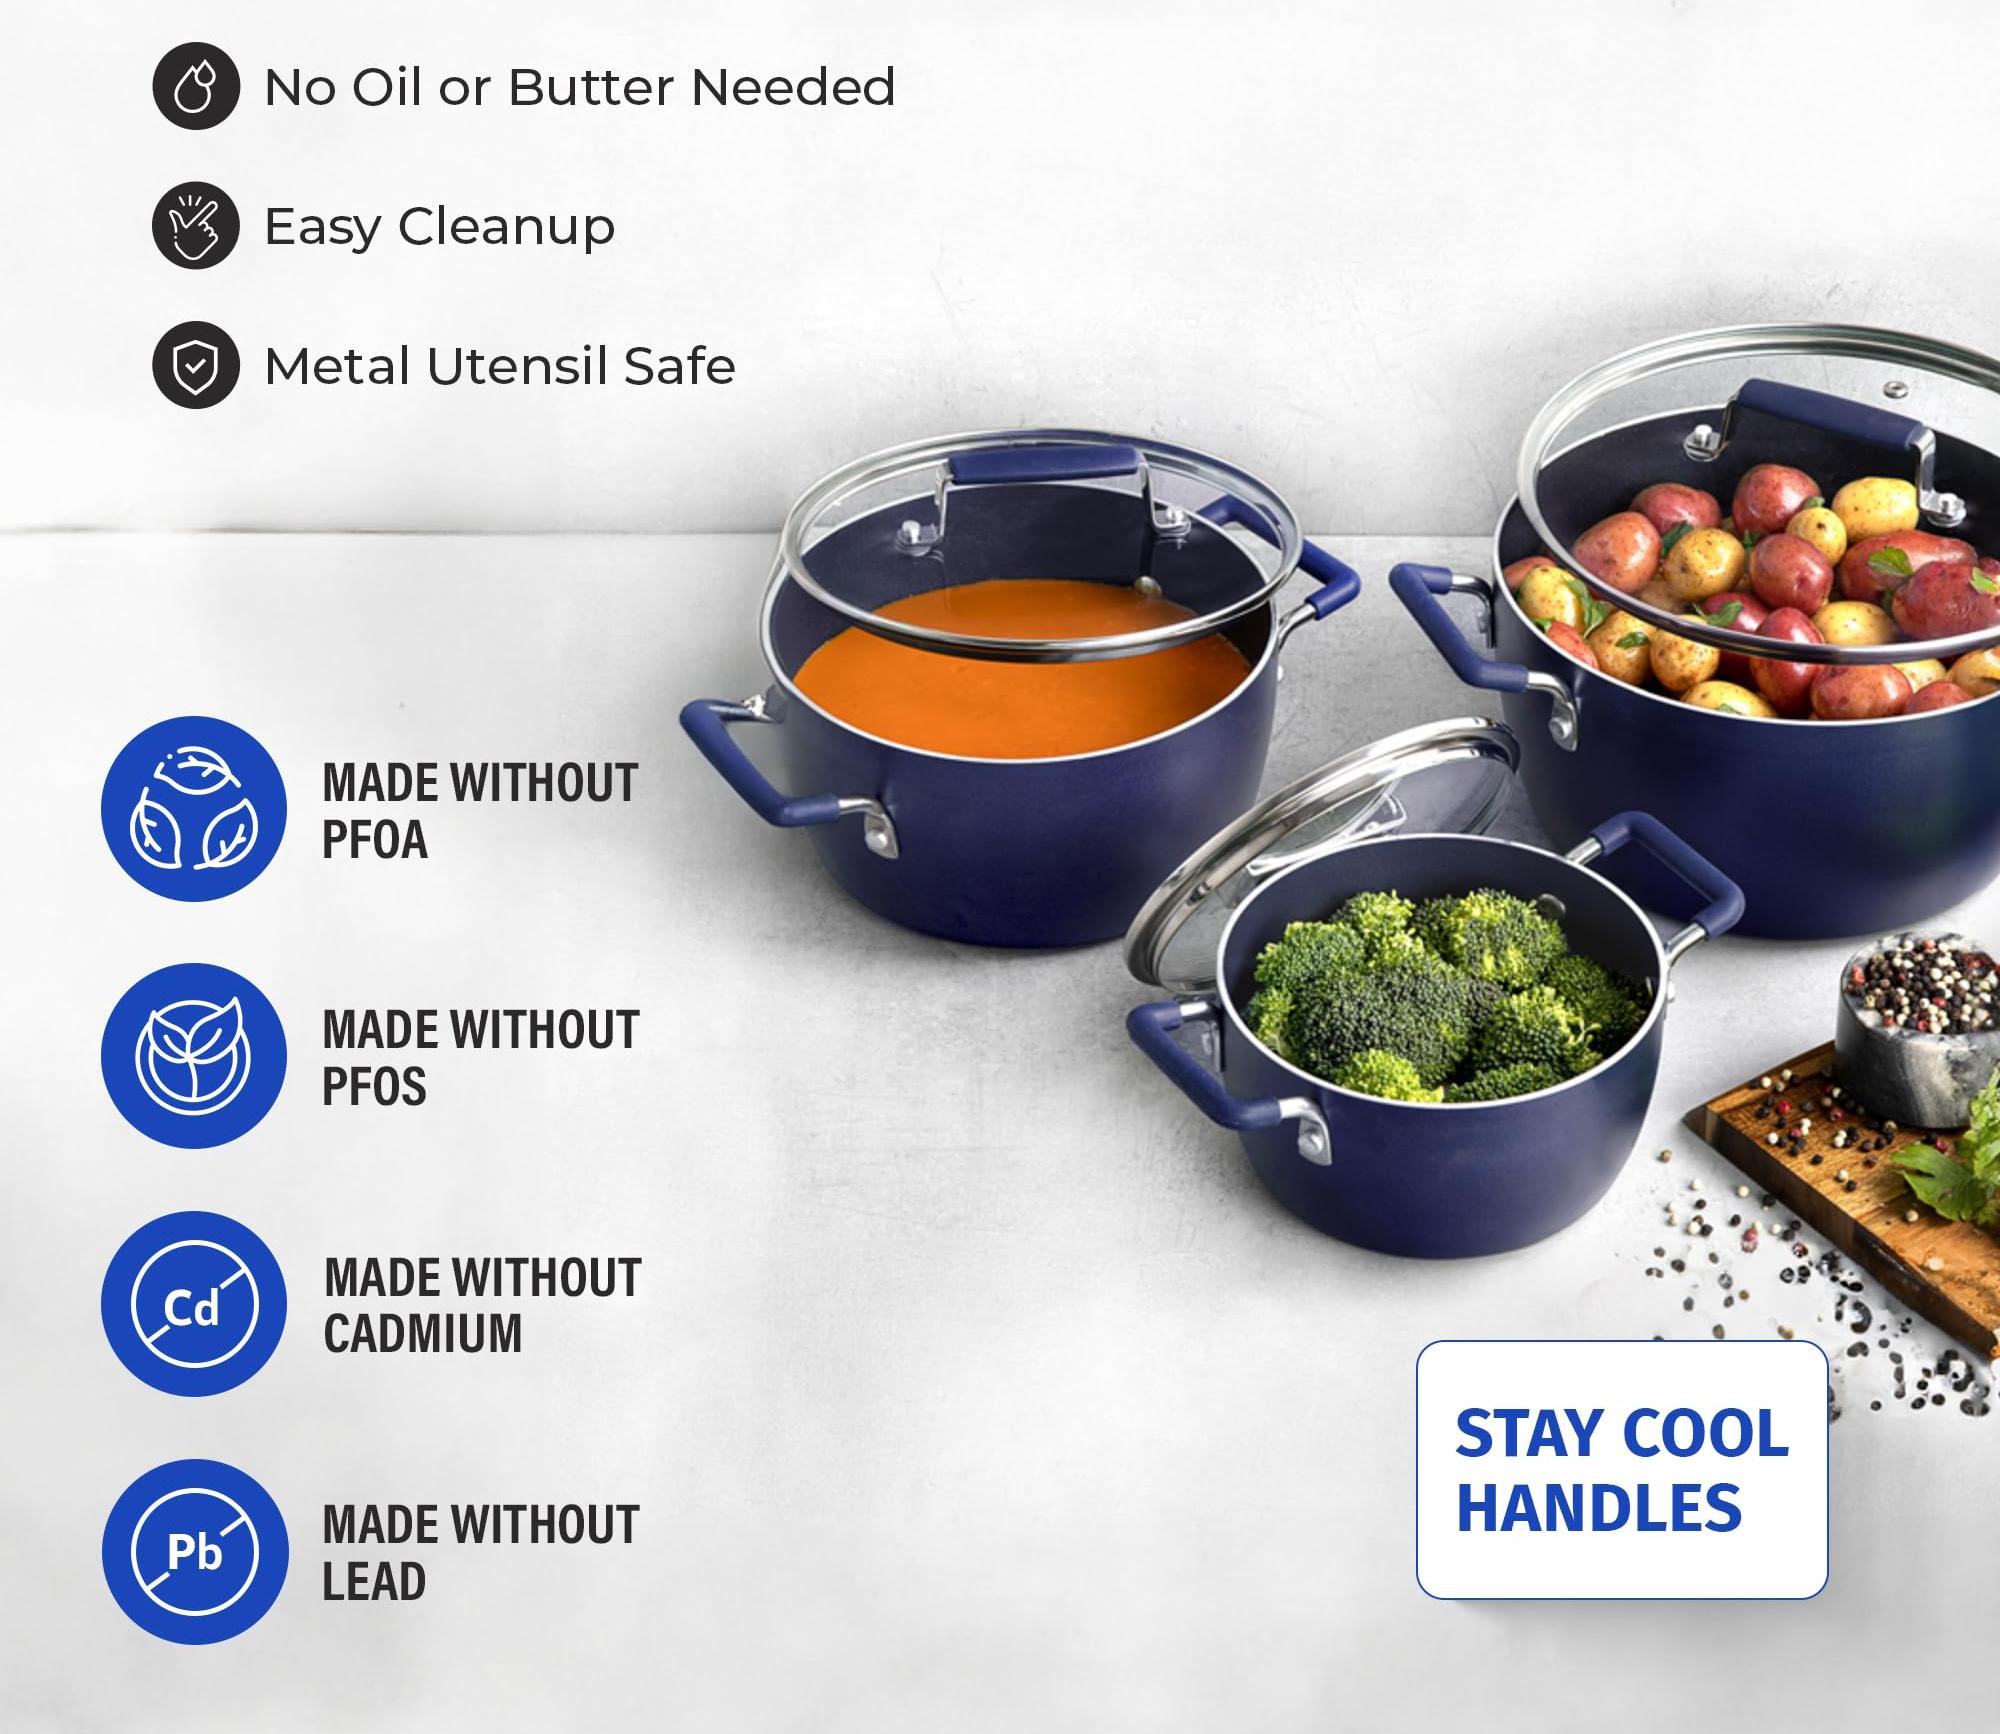 No Oil or Butter Needed
Easy Cleanup
Metal Utensil Safe
MADE WITHOUT
PFOA
MADE WITHOUT
PFOS
Cd
MADE WITHOUT
CADMIUM
Pb
MADE WITHOUT
LEAD
STAY COOL
HANDLES